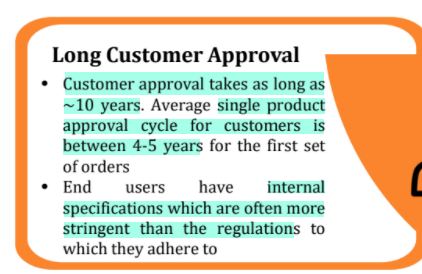 Long Customer Approval
• Customer approval takes as long as
~10 years. Average single product
approval cycle for customers is
between 4-5 years for the first set
of orders
• End users have internal
specifications which are often more
stringent than the regulations to
which they adhere to